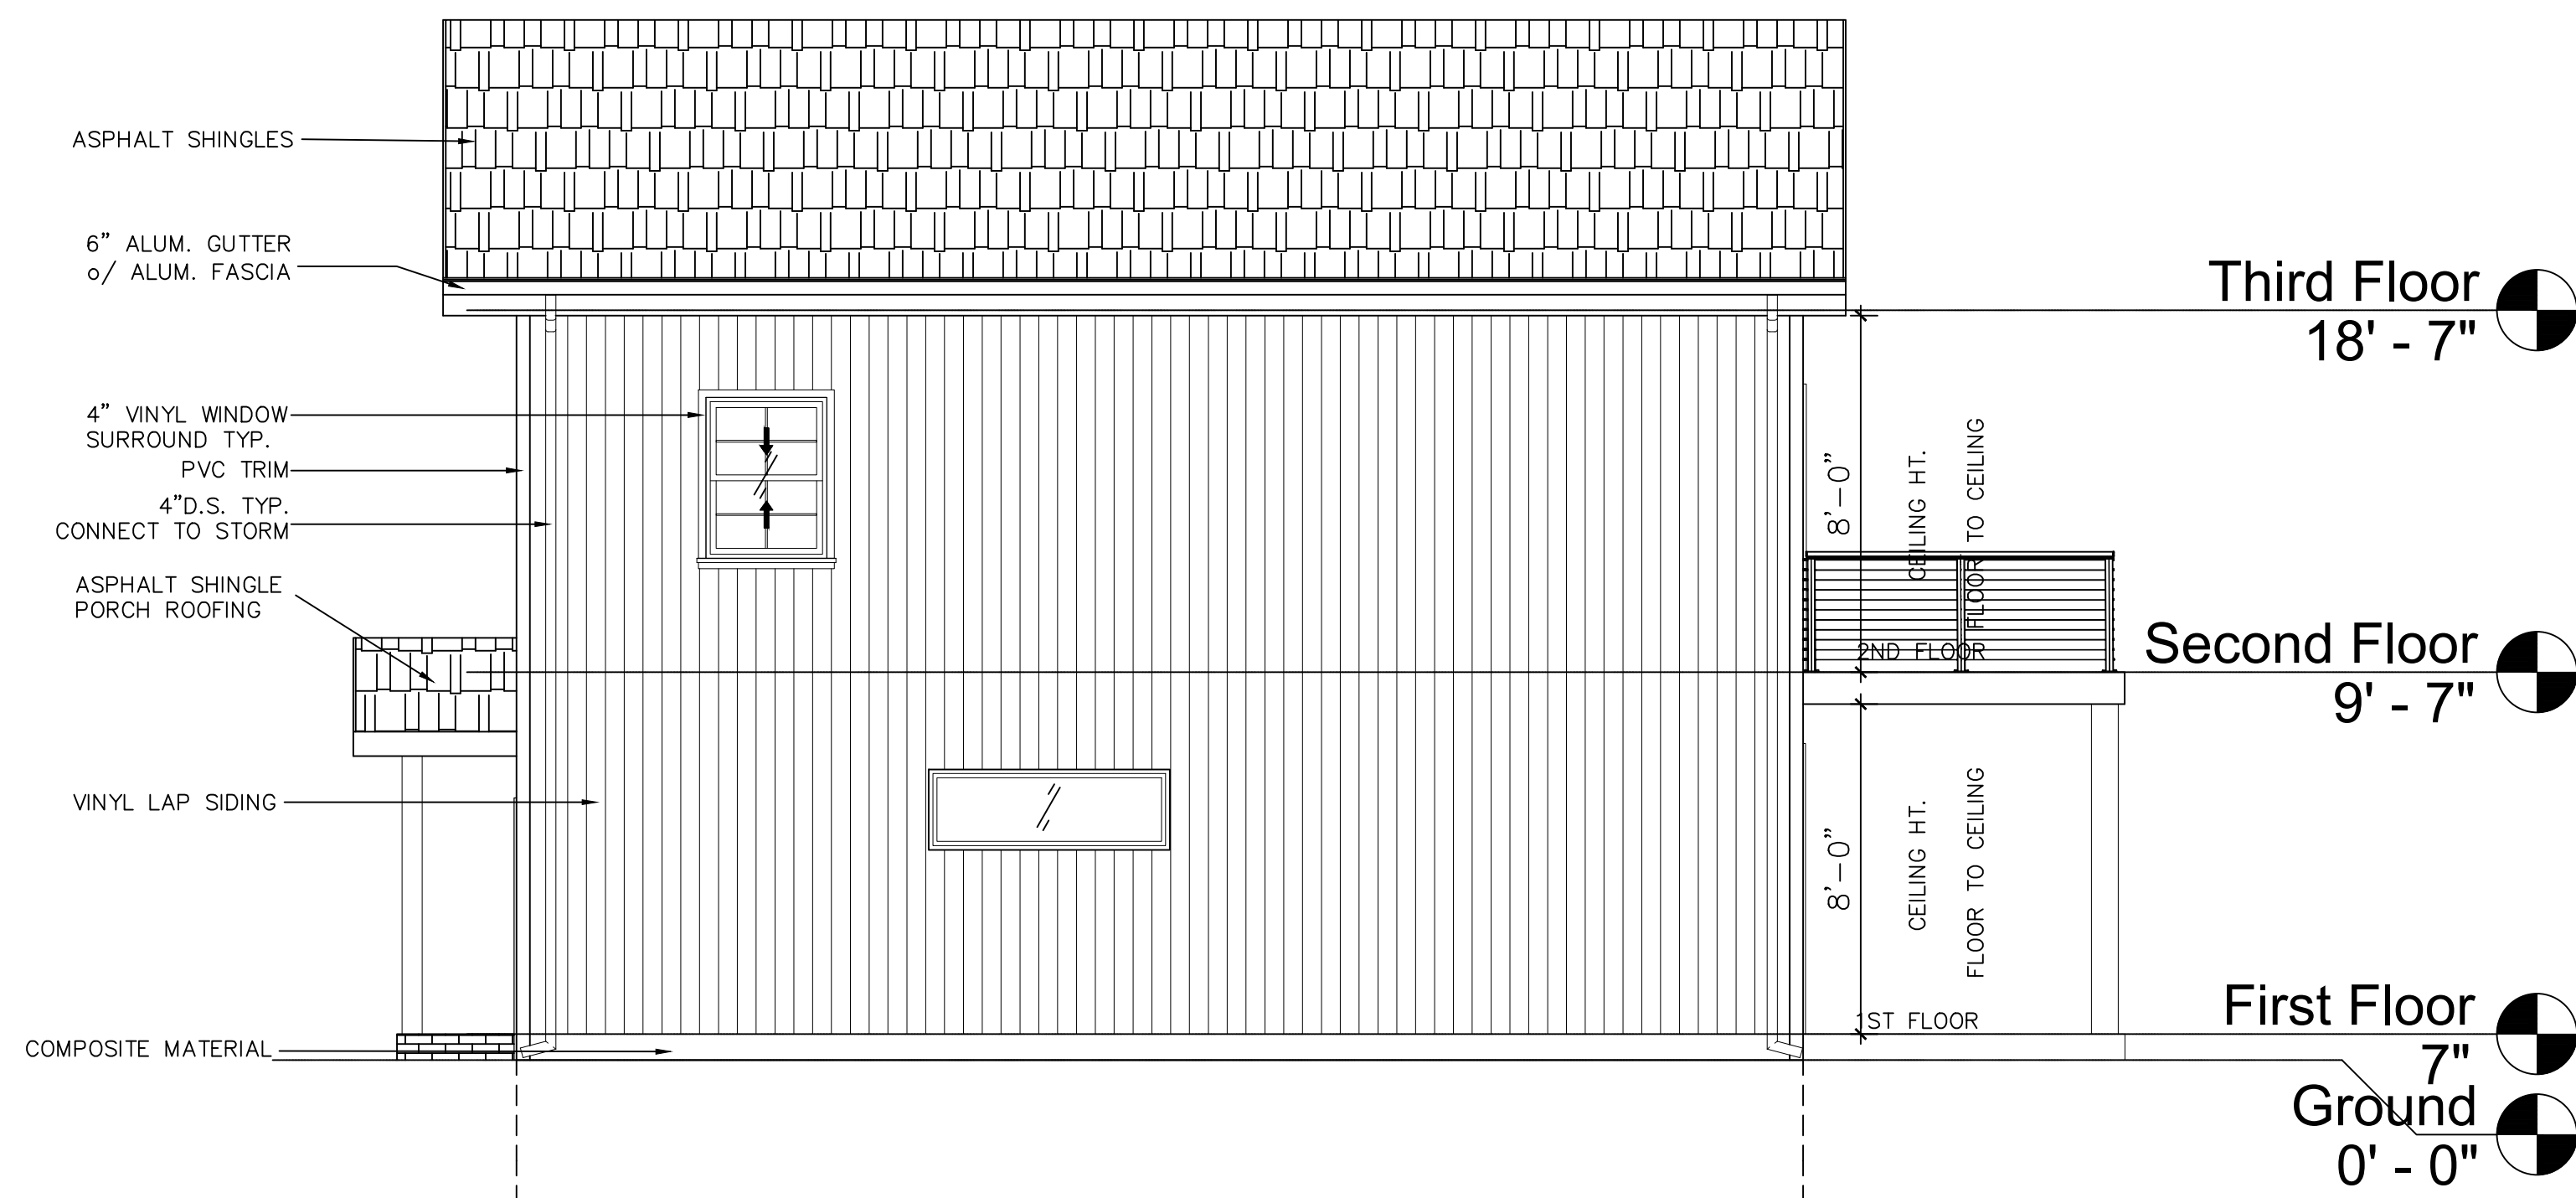 ASPHALT SHINGLES
6” ALUM. GUTTER
o/ ALUM. FASCIA
4” VINYL WINDOW
SURROUND TYP.
PVC TRIM
4”D.S. TYP.
CONNECT TO STORM
ASPHALT SHINGLE
PORCH ROOFING
VINYL LAP SIDING
COMPOSITE MATERIAL
8’-0”
CEILING HT.
FLOOR TO CEILING
2ND FLOOR
8’-0”
CEILING HT.
FLOOR TO CEILING
1ST FLOOR
Third Floor
18' - 7"
Second Floor
9' - 7"
First Floor
7"
Ground
0' - 0"